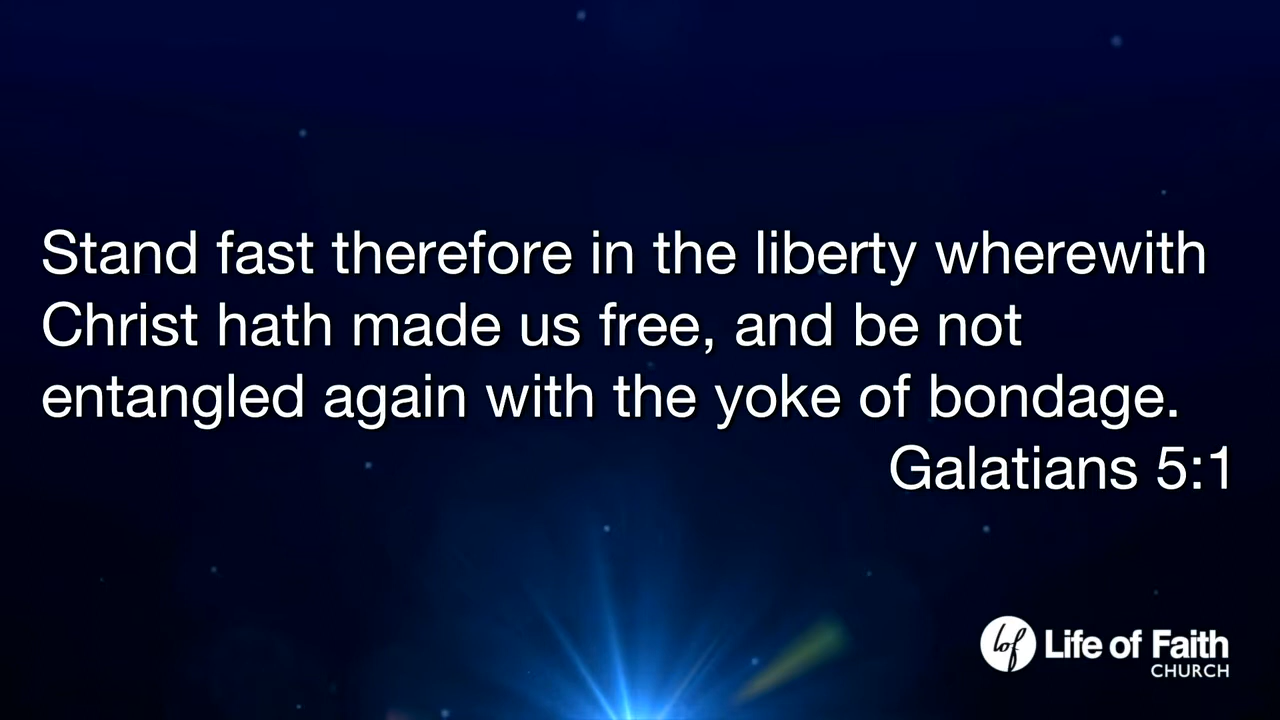 Stand fast therefore in the liberty wherewith
Christ hath made us free, and be not
entangled again with the yoke of bondage.
Galatians 5:1
lof Life of Faith
CHURCH